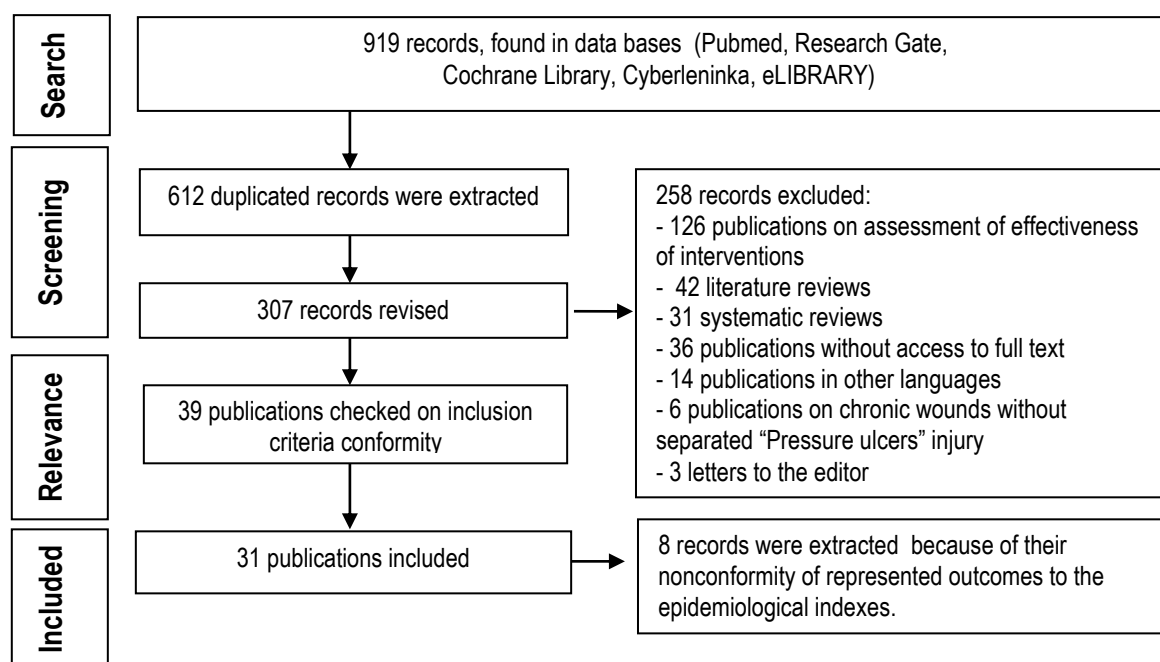 Search
919 records, found in data bases (Pubmed, Research Gate,
Cochrane Library, Cyberleninka, eLIBRARY)
Screening
612 duplicated records were extracted
307 records revised
258 records excluded:
- 126 publications on assessment of effectiveness
of interventions
- 42 literature reviews
- 31 systematic reviews
- 36 publications without access to full text
- 14 publications in other languages
- 6 publications on chronic wounds without
separated “Pressure ulcers” injury
- 3 letters to the editor
Relevance
39 publications checked on inclusion
criteria conformity
Included
31 publications included
8 records were extracted because of their
nonconformity of represented outcomes to the
epidemiological indexes.